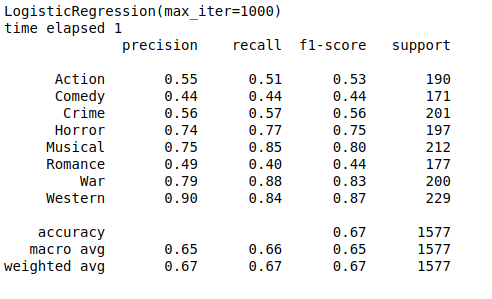 LogisticRegression(max_iter=1000)
time elapsed 1
precision recall f1-score support
Action 0.55 0.51 0.53 190
Comedy 0.44 0.44 0.44 171
Crime 0.56 0.57 0.56 201
Horror 0.74 0.77 0.75 197
Musical 0.75 0.85 0.80 212
Romance 0.49 0.40 0.44 177
War 0.79 0.88 0.83 200
Western 0.90 0.84 0.87 229
accuracy 0.67 1577
macro avg 0.65 0.66 0.65 1577
weighted avg 0.67 0.67 0.67 1577